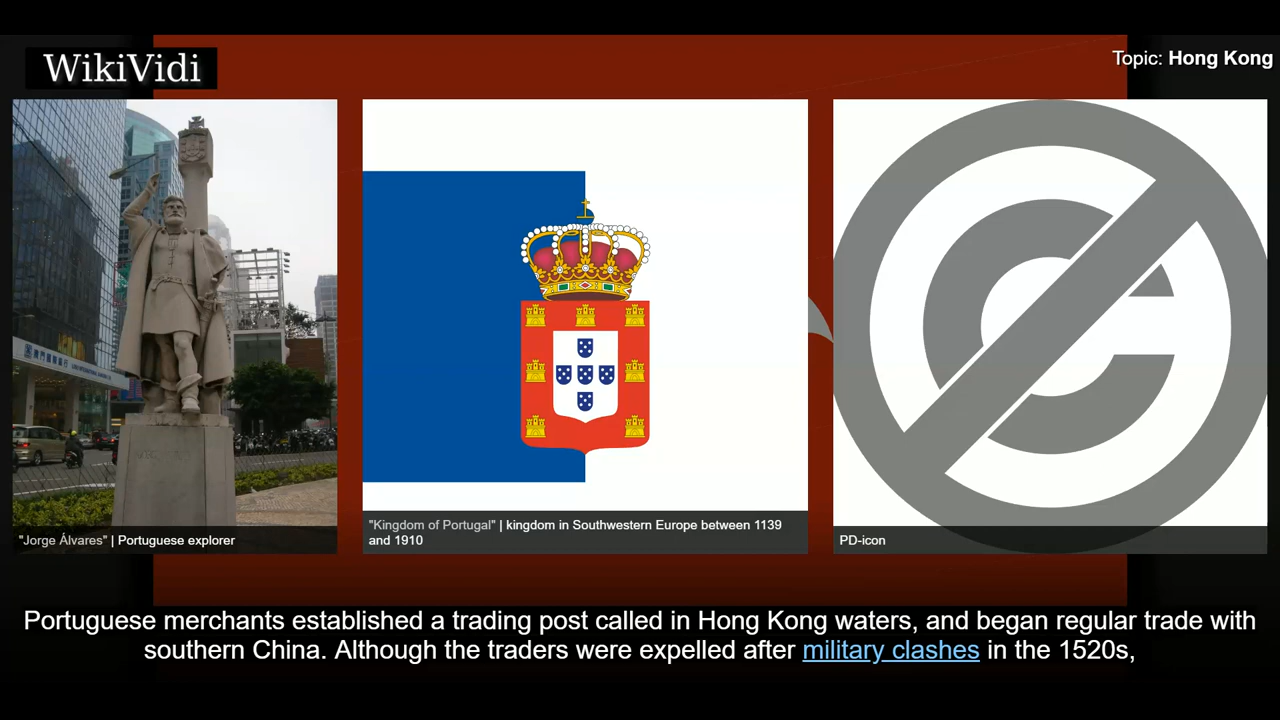 WikiVidi
Topic: Hong Kong
"Jorge Álvares" | Portuguese explorer
"Kingdom of Portugal" | kingdom in Southwestern Europe between 1139
and 1910
PD-icon
Portuguese merchants established a trading post called in Hong Kong waters, and began regular trade with
southern China. Although the traders were expelled after military clashes in the 1520s,